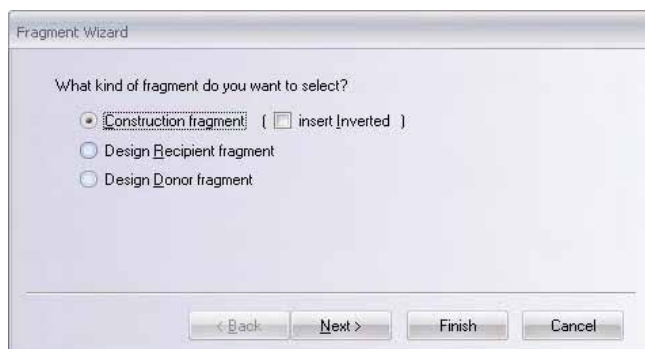 Fragment Wizard
What kind of fragment do you want to select?
Construction fragment ( insert Inverted )
Design Recipient fragment
Design Donor fragment
< Back Next > Finish Cancel